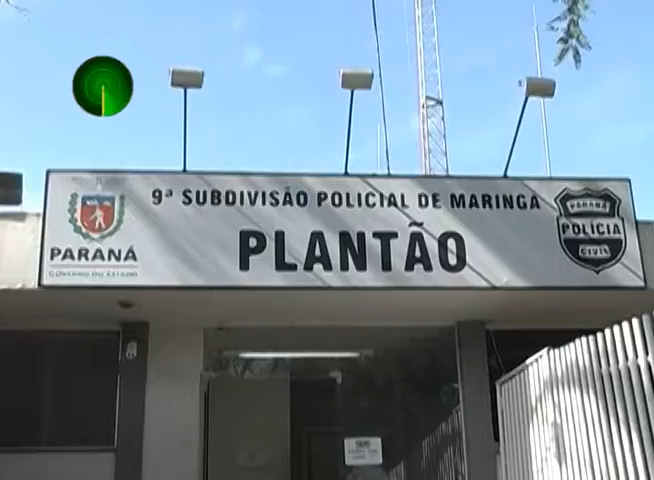 9ª SUBDIVISÃO POLICIAL DE MARINGA
PLANTÃO
PARANÁ
GOVERNO DO ESTADO
PARANÁ
POLÍCIA
Civil